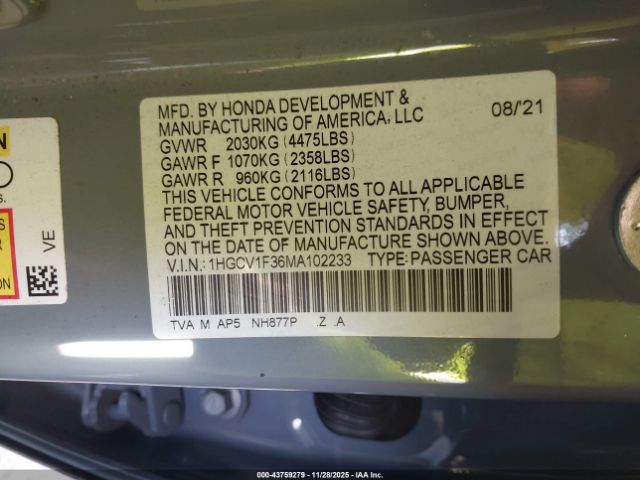 MFD. BY HONDA DEVELOPMENT & 08/21
MANUFACTURING OF AMERICA, LLC
GVWR 2030KG (4475LBS)
GAWR F 1070KG (2358LBS)
GAWR R 960KG (2116LBS)
THIS VEHICLE CONFORMS TO ALL APPLICABLE
FEDERAL MOTOR VEHICLE SAFETY, BUMPER,
AND THEFT PREVENTION STANDARDS IN EFFECT
ON THE DATE OF MANUFACTURE SHOWN ABOVE.
V.I.N.: 1HGCV1F36MA102233 TYPE: PASSENGER CAR
TVA M AP5 NH877P .Z .A
VE
000-43759279 - 11/28/2025 - IAAI, Inc.